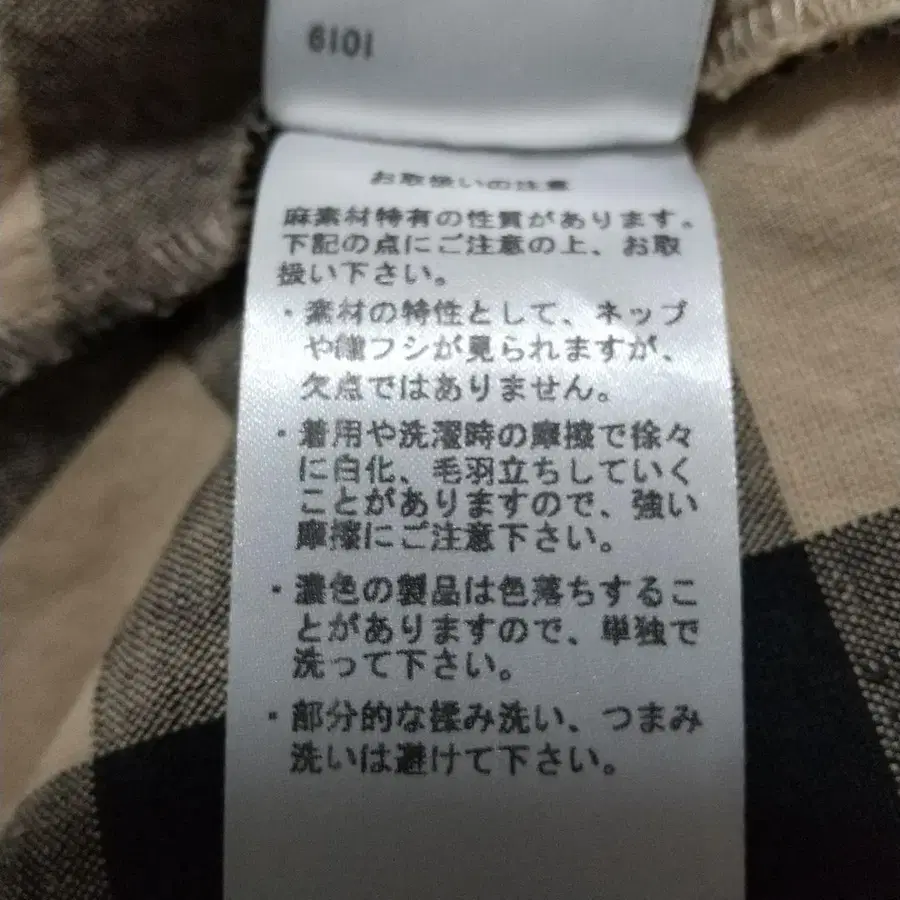 6101
お取扱いの注意
麻素材特有の性質があります。
下記の点にご注意の上、お取
扱い下さい。
・素材の特性として、ネップ
や繊フシが見られますが、
欠点ではありません。
・着用や洗濯時の摩擦で徐々
に白化、毛羽立ちしていく
ことがありますので、強い
摩擦にご注意下さい。
・濃色の製品は色落ちするこ
とがありますので、単独で
洗って下さい。
・部分的な揉み洗い、つまみ
洗いは避けて下さい。